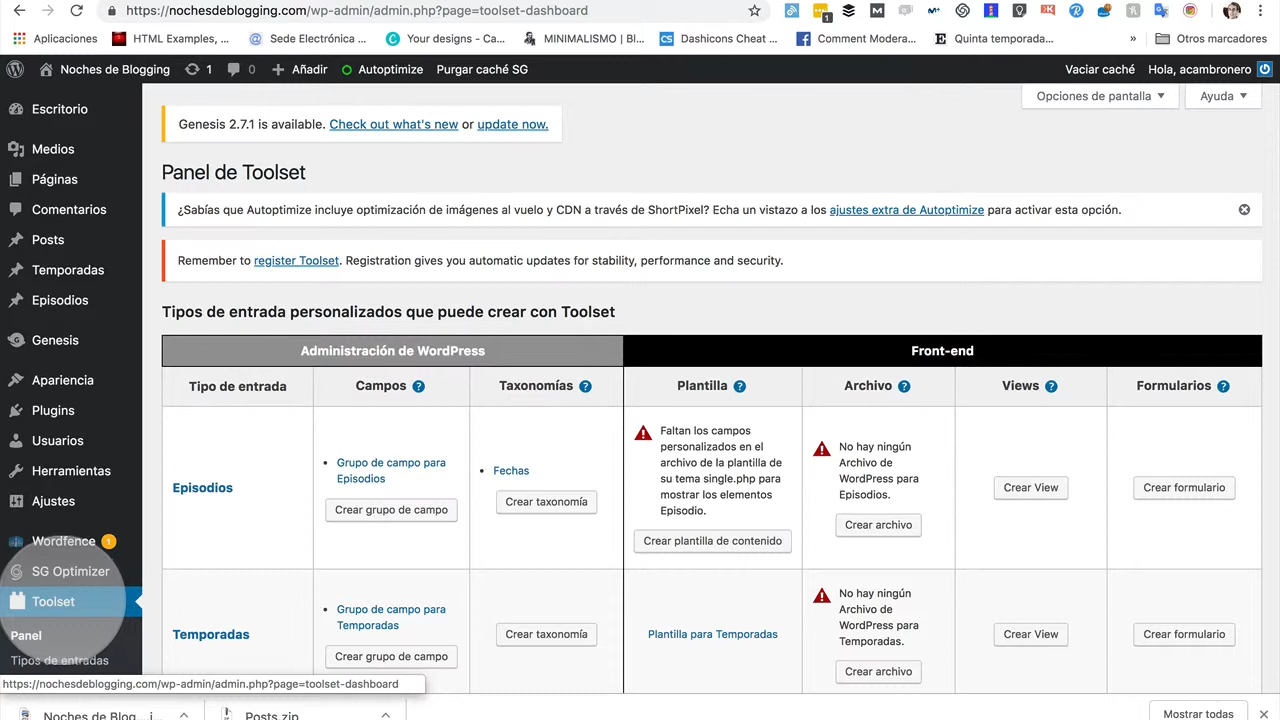 https://nochesdeblogging.com/wp-admin/admin.php?page=toolset-dashboard
1
Aplicaciones
HTML Examples, ...
Sede Electrónica ...
Your designs - Ca...
MINIMALISMO | Bl...
Dashicons Cheat ...
Comment Modera...
Quinta temporada...
»
Otros marcadores
Noches de Blogging
1
0
Añadir
Autoptimize
Purgar caché SG
Vaciar caché
Hola, acambronero
Escritorio
Medios
Páginas
Comentarios
Posts
Temporadas
Episodios
Genesis
Apariencia
Plugins
Usuarios
Herramientas
Ajustes
Wordfence 1
SG Optimizer
Toolset
Panel
Tipos de entradas
Opciones de pantalla
Ayuda
Genesis 2.7.1 is available. Check out what's new or update now.
Panel de Toolset
¿Sabías que Autoptimize incluye optimización de imágenes al vuelo y CDN a través de ShortPixel? Echa un vistazo a los ajustes extra de Autoptimize para activar esta opción.
Remember to register Toolset. Registration gives you automatic updates for stability, performance and security.
Tipos de entrada personalizados que puede crear con Toolset
Administración de WordPress
Front-end
Tipo de entrada
Campos ?
Taxonomías ?
Plantilla ?
Archivo ?
Views ?
Formularios ?
Episodios
Grupo de campo para
Episodios
Crear grupo de campo
Fechas
Crear taxonomía
Faltan los campos
personalizados en el
archivo de la plantilla de
su tema single.php para
mostrar los elementos
Episodio.
Crear plantilla de contenido
No hay ningún
Archivo de
WordPress para
Episodios.
Crear archivo
Crear View
Crear formulario
Temporadas
Grupo de campo para
Temporadas
Crear grupo de campo
Crear taxonomía
Plantilla para Temporadas
No hay ningún
Archivo de
WordPress para
Temporadas.
Crear archivo
Crear View
Crear formulario
https://nochesdeblogging.com/wp-admin/admin.php?page=toolset-dashboard
Noches de Blog....j...
Posts.zip
Mostrar todas